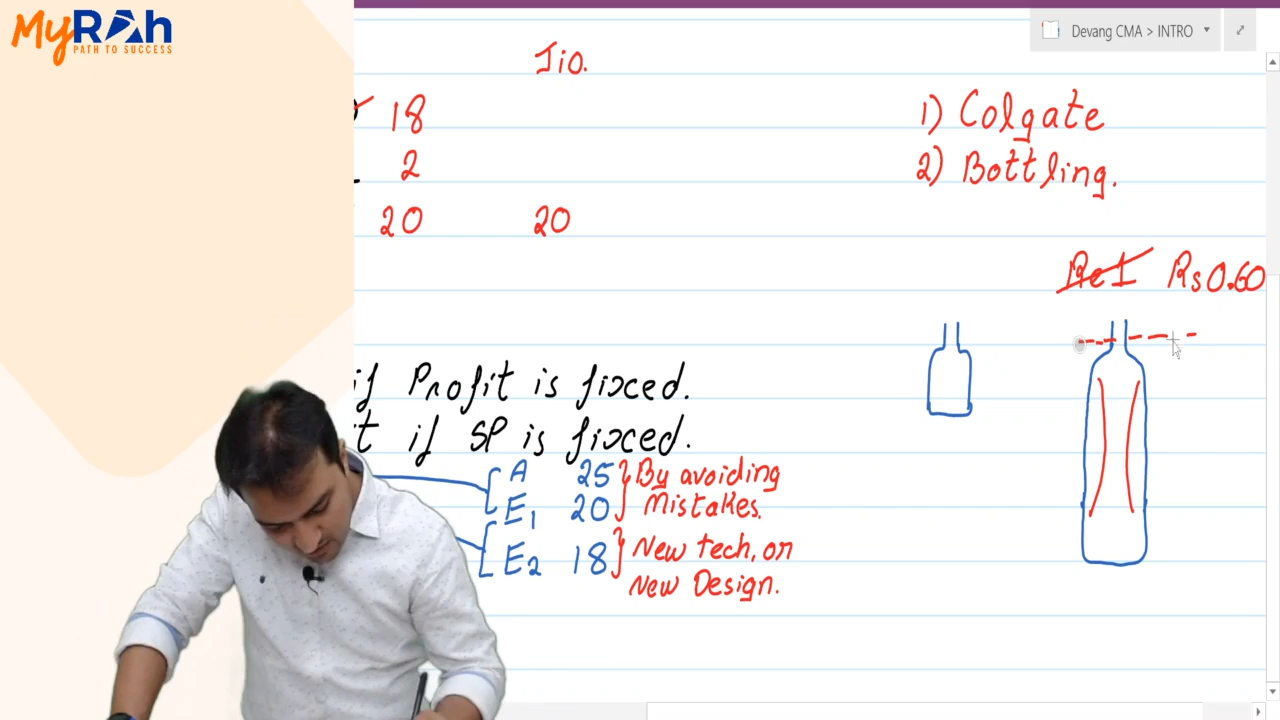 MyRAh
PATH TO SUCCESS
Devang CMA > INTRO
Jio.
18
2
20 20
1) Colgate
2) Bottling.
Re 1 Rs 0.60
if Profit is fixed.
if SP is fixed.
A 25 By avoiding
E1 20 Mistakes.
E2 18 New tech, or
New Design.